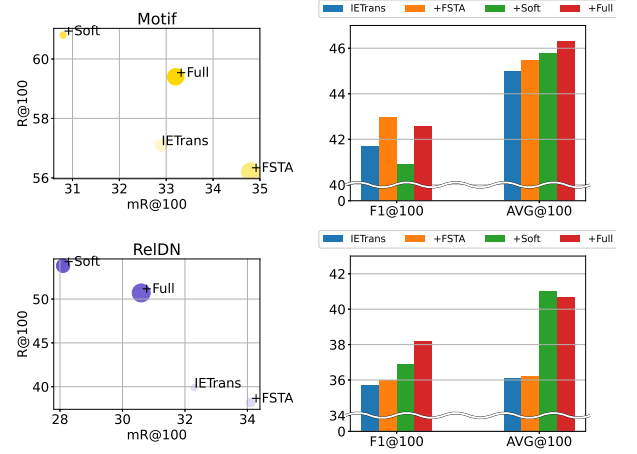 Motif
+Soft
+Full
IETrans
+FSTA
60
58
56
R@100
31 32 33 34 35
mR@100
IETrans +FSTA +Soft +Full
46
44
42
40
0
F1@100 AVG@100
RelDN
+Soft
+Full
IETrans
+FSTA
50
40
R@100
28 30 32 34
mR@100
IETrans +FSTA +Soft +Full
42
40
38
36
34
0
F1@100 AVG@100